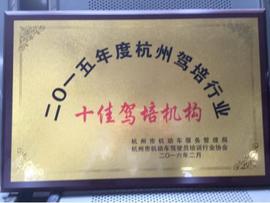 二〇一五年度杭州驾培行业
十佳驾培机构
杭州市机动车服务管理局
杭州市机动车驾驶员培训行业协会
二〇一六年二月